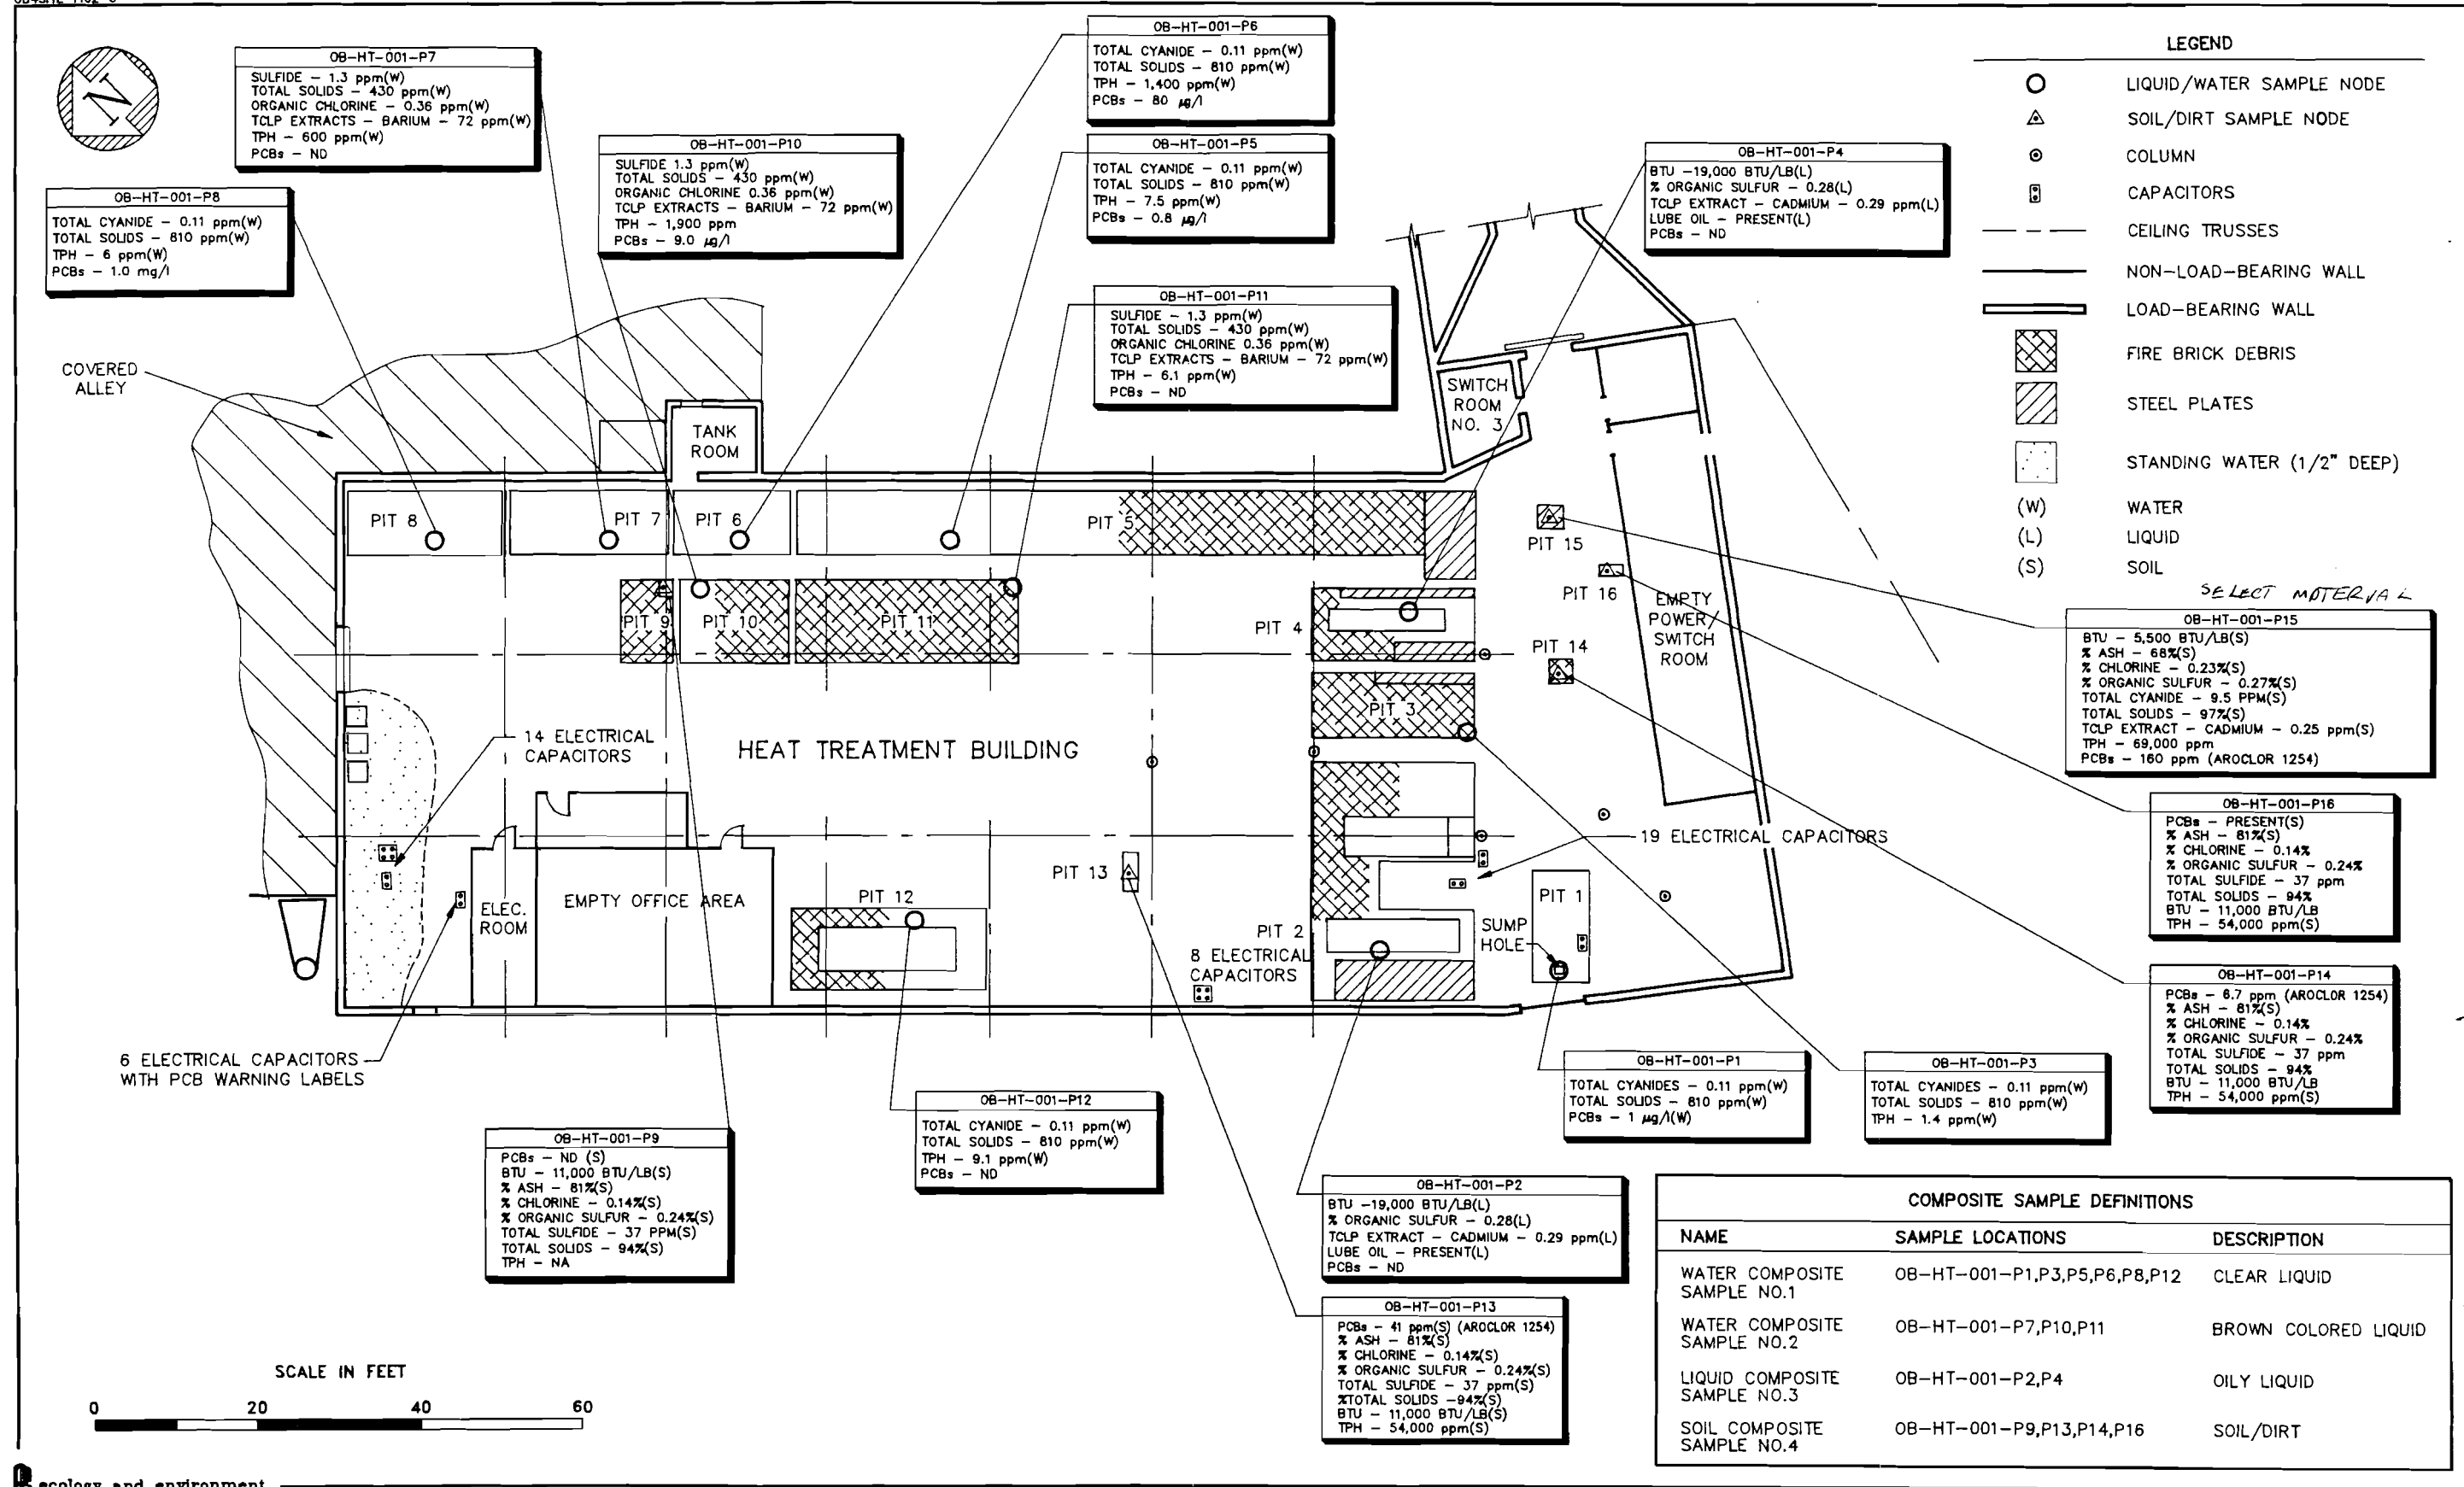 OB-HT-001-P7
SULFIDE - 1.3 ppm(W)
TOTAL SOLIDS - 430 ppm(W)
ORGANIC CHLORINE - 0.36 ppm(W)
TCLP EXTRACTS - BARIUM - 72 ppm(W)
TPH - 600 ppm(W)
PCBs - ND
OB-HT-001-P6
TOTAL CYANIDE - 0.11 ppm(W)
TOTAL SOLIDS - 810 ppm(W)
TPH - 1,400 ppm(W)
PCBs - 80 µg/l
OB-HT-001-P10
SULFIDE 1.3 ppm(W)
TOTAL SOLIDS - 430 ppm(W)
ORGANIC CHLORINE 0.36 ppm(W)
TCLP EXTRACTS - BARIUM - 72 ppm(W)
TPH - 1,900 ppm
PCBs - 9.0 µg/l
OB-HT-001-P5
TOTAL CYANIDE - 0.11 ppm(W)
TOTAL SOLIDS - 810 ppm(W)
TPH - 7.5 ppm(W)
PCBs - 0.8 µg/l
OB-HT-001-P4
BTU -19,000 BTU/LB(L)
% ORGANIC SULFUR - 0.28(L)
TCLP EXTRACT - CADMIUM - 0.29 ppm(L)
LUBE OIL - PRESENT(L)
PCBs - ND
OB-HT-001-P8
TOTAL CYANIDE - 0.11 ppm(W)
TOTAL SOLIDS - 810 ppm(W)
TPH - 6 ppm(W)
PCBs - 1.0 mg/l
OB-HT-001-P11
SULFIDE - 1.3 ppm(W)
TOTAL SOLIDS - 430 ppm(W)
ORGANIC CHLORINE 0.36 ppm(W)
TCLP EXTRACTS - BARIUM - 72 ppm(W)
TPH - 6.1 ppm(W)
PCBs - ND
LEGEND
LIQUID/WATER SAMPLE NODE
SOIL/DIRT SAMPLE NODE
COLUMN
CAPACITORS
CEILING TRUSSES
NON-LOAD-BEARING WALL
LOAD-BEARING WALL
FIRE BRICK DEBRIS
STEEL PLATES
STANDING WATER (1/2" DEEP)
(W) WATER
(L) LIQUID
(S) SOIL
SELECT MATERIAL
N
COVERED
ALLEY
TANK
ROOM
SWITCH
ROOM
NO. 3
PIT 8
PIT 7
PIT 6
PIT 5
PIT 15
PIT 16
PIT 9
PIT 10
PIT 11
PIT 4
PIT 14
PIT 3
EMPTY
POWER/
SWITCH
ROOM
14 ELECTRICAL
CAPACITORS
HEAT TREATMENT BUILDING
19 ELECTRICAL CAPACITORS
PIT 13
PIT 12
PIT 1
ELEC.
ROOM
EMPTY OFFICE AREA
PIT 2
SUMP
HOLE
8 ELECTRICAL
CAPACITORS
6 ELECTRICAL CAPACITORS
WITH PCB WARNING LABELS
OB-HT-001-P15
BTU - 5,500 BTU/LB(S)
% ASH - 68%(S)
% CHLORINE - 0.23%(S)
% ORGANIC SULFUR - 0.27%(S)
TOTAL CYANIDE - 9.5 PPM(S)
TOTAL SOLIDS - 97%(S)
TCLP EXTRACT - CADMIUM - 0.25 ppm(S)
TPH - 69,000 ppm
PCBs - 160 ppm (AROCLOR 1254)
OB-HT-001-P16
PCBs - PRESENT(S)
% ASH - 81%(S)
% CHLORINE - 0.14%
% ORGANIC SULFUR - 0.24%
TOTAL SULFIDE - 37 ppm
TOTAL SOLIDS - 94%
BTU - 11,000 BTU/LB
TPH - 54,000 ppm(S)
OB-HT-001-P14
PCBs - 6.7 ppm (AROCLOR 1254)
% ASH - 81%(S)
% CHLORINE - 0.14%
% ORGANIC SULFUR - 0.24%
TOTAL SULFIDE - 37 ppm
TOTAL SOLIDS - 94%
BTU - 11,000 BTU/LB
TPH - 54,000 ppm(S)
OB-HT-001-P1
TOTAL CYANIDES - 0.11 ppm(W)
TOTAL SOLIDS - 810 ppm(W)
PCBs - 1 µg/l(W)
OB-HT-001-P3
TOTAL CYANIDES - 0.11 ppm(W)
TOTAL SOLIDS - 810 ppm(W)
TPH - 1.4 ppm(W)
OB-HT-001-P12
TOTAL CYANIDE - 0.11 ppm(W)
TOTAL SOLIDS - 810 ppm(W)
TPH - 9.1 ppm(W)
PCBs - ND
OB-HT-001-P9
PCBs - ND (S)
BTU - 11,000 BTU/LB(S)
% ASH - 81%(S)
% CHLORINE - 0.14%(S)
% ORGANIC SULFUR - 0.24%(S)
TOTAL SULFIDE - 37 PPM(S)
TOTAL SOLIDS - 94%(S)
TPH - NA
OB-HT-001-P2
BTU -19,000 BTU/LB(L)
% ORGANIC SULFUR - 0.28(L)
TCLP EXTRACT - CADMIUM - 0.29 ppm(L)
LUBE OIL - PRESENT(L)
PCBs - ND
OB-HT-001-P13
PCBs - 41 ppm(S) (AROCLOR 1254)
% ASH - 81%(S)
% CHLORINE - 0.14%(S)
% ORGANIC SULFUR - 0.24%(S)
TOTAL SULFIDE - 37 ppm(S)
%TOTAL SOLIDS -94%(S)
BTU - 11,000 BTU/LB(S)
TPH - 54,000 ppm(S)
COMPOSITE SAMPLE DEFINITIONS
NAME SAMPLE LOCATIONS DESCRIPTION
WATER COMPOSITE OB-HT-001-P1,P3,P5,P6,P8,P12 CLEAR LIQUID
SAMPLE NO.1
WATER COMPOSITE OB-HT-001-P7,P10,P11 BROWN COLORED LIQUID
SAMPLE NO.2
LIQUID COMPOSITE OB-HT-001-P2,P4 OILY LIQUID
SAMPLE NO.3
SOIL COMPOSITE OB-HT-001-P9,P13,P14,P16 SOIL/DIRT
SAMPLE NO.4
SCALE IN FEET
0 20 40 60
ecology and environment